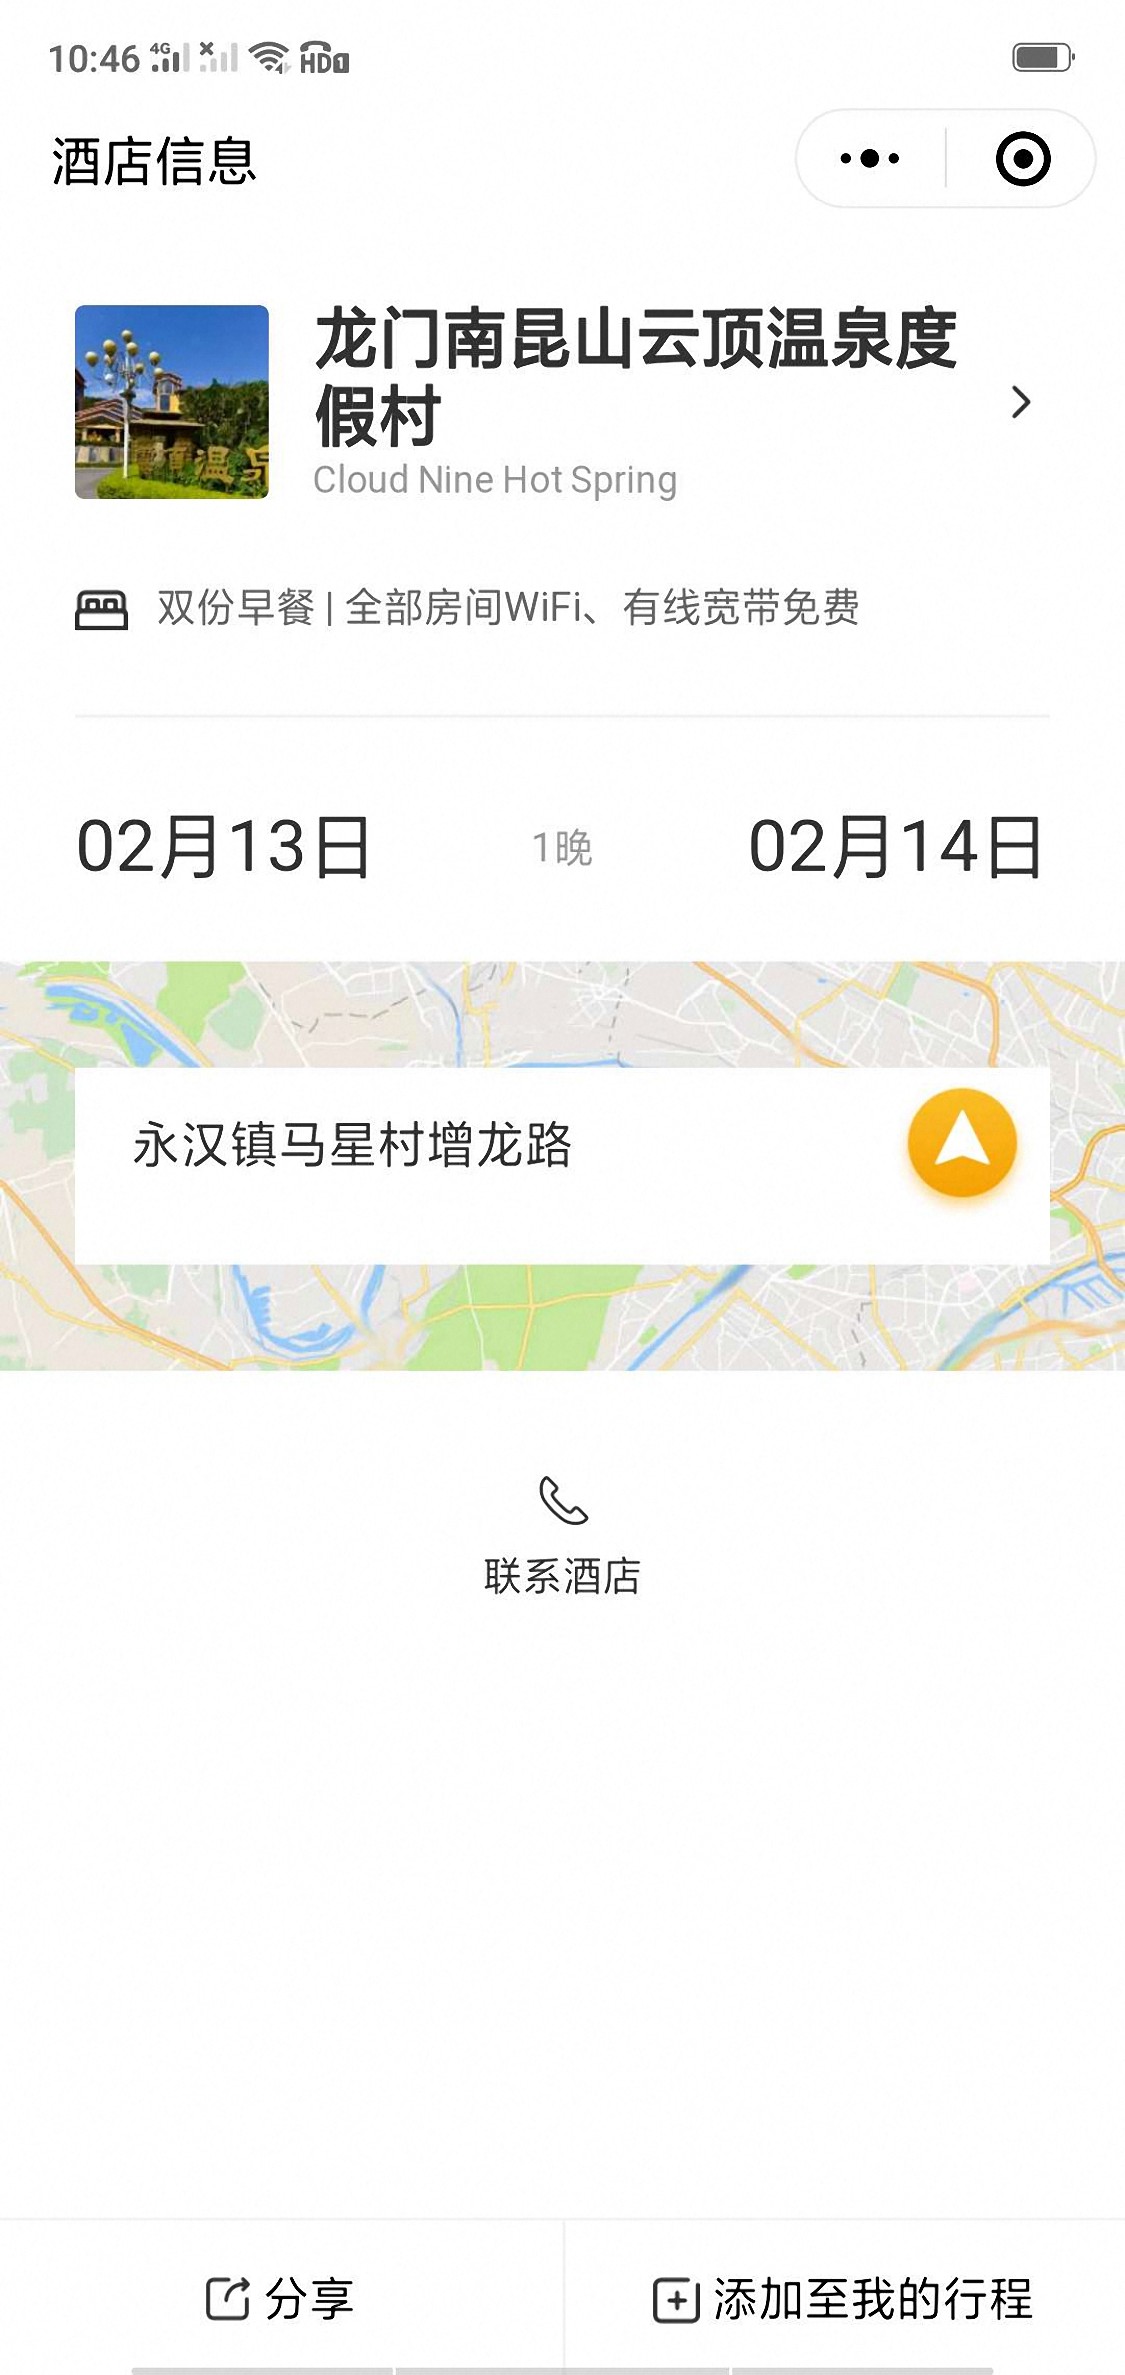 10:46 4G HD1
酒店信息
龙门南昆山云顶温泉度
假村
Cloud Nine Hot Spring
双份早餐 | 全部房间WiFi、有线宽带免费
02月13日 1晚 02月14日
永汉镇马星村增龙路
联系酒店
分享 添加至我的行程